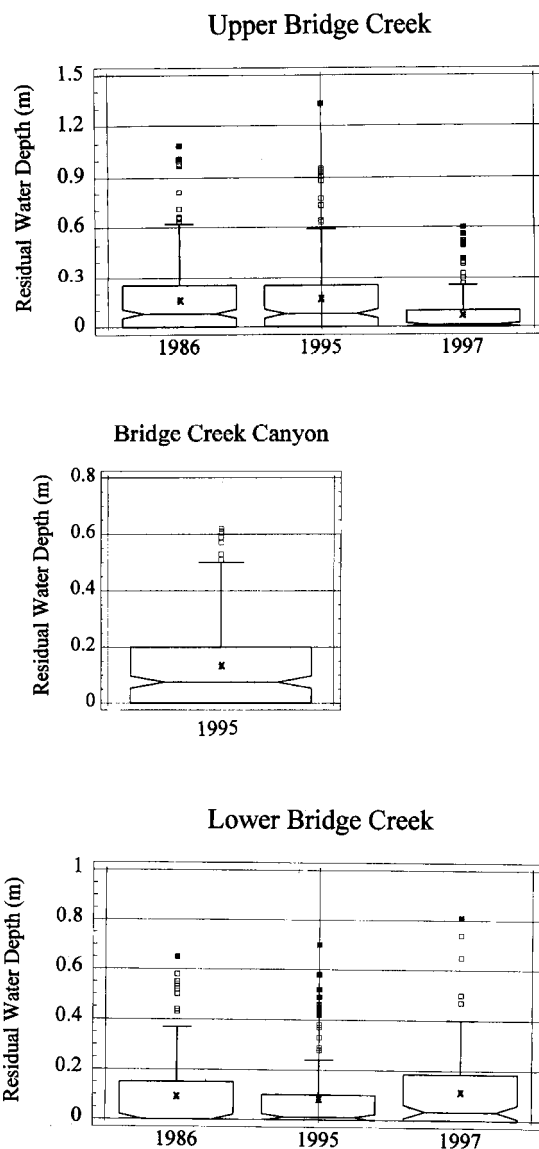 Upper Bridge Creek
Residual Water Depth (m)
1.5
1.2
0.9
0.6
0.3
0
1986 1995 1997
Bridge Creek Canyon
Residual Water Depth (m)
0.8
0.6
0.4
0.2
0
1995
Lower Bridge Creek
Residual Water Depth (m)
1
0.8
0.6
0.4
0.2
0
1986 1995 1997